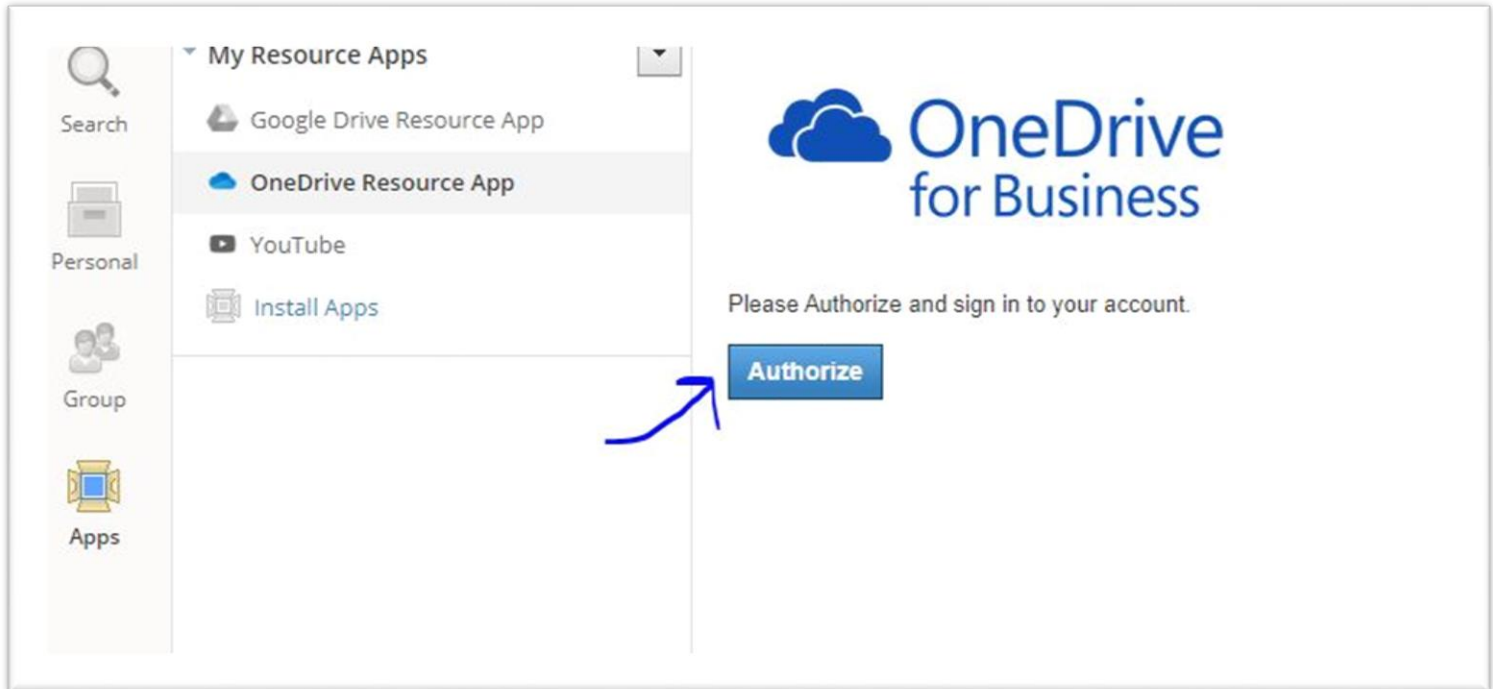 Search
Personal
Group
Apps
My Resource Apps
Google Drive Resource App
OneDrive Resource App
YouTube
Install Apps
OneDrive
for Business
Please Authorize and sign in to your account.
Authorize